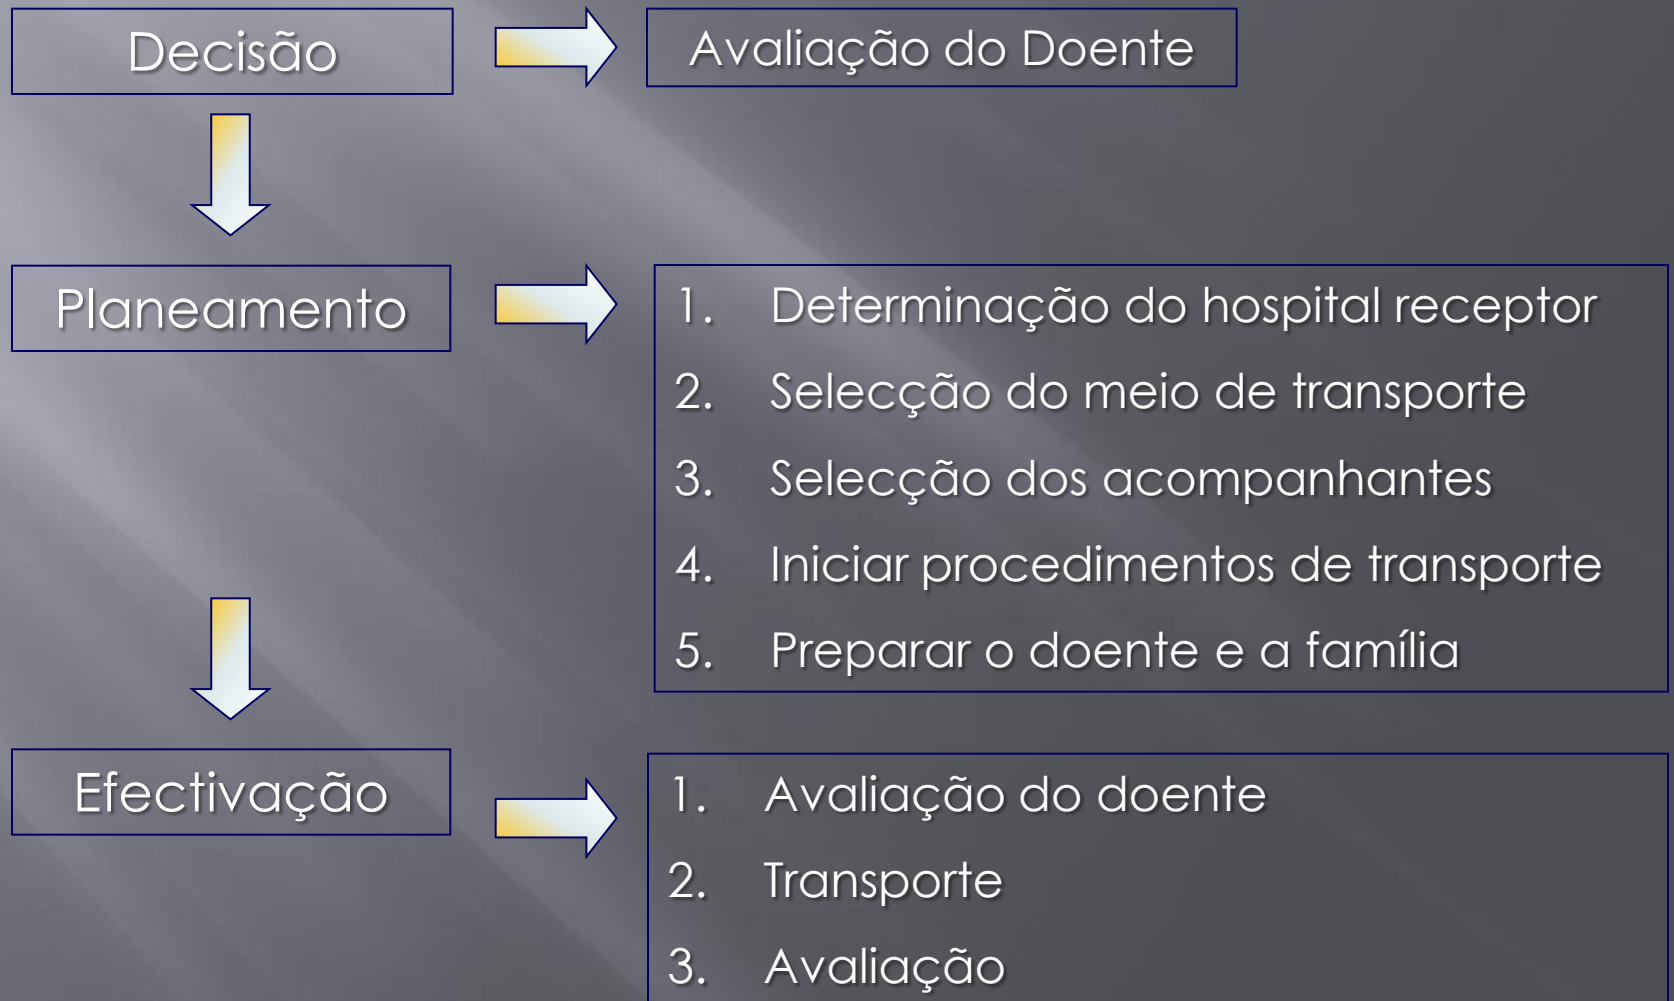 Decisão
Avaliação do Doente
Planeamento
1. Determinação do hospital receptor
2. Selecção do meio de transporte
3. Selecção dos acompanhantes
4. Iniciar procedimentos de transporte
5. Preparar o doente e a família
Efectivação
1. Avaliação do doente
2. Transporte
3. Avaliação